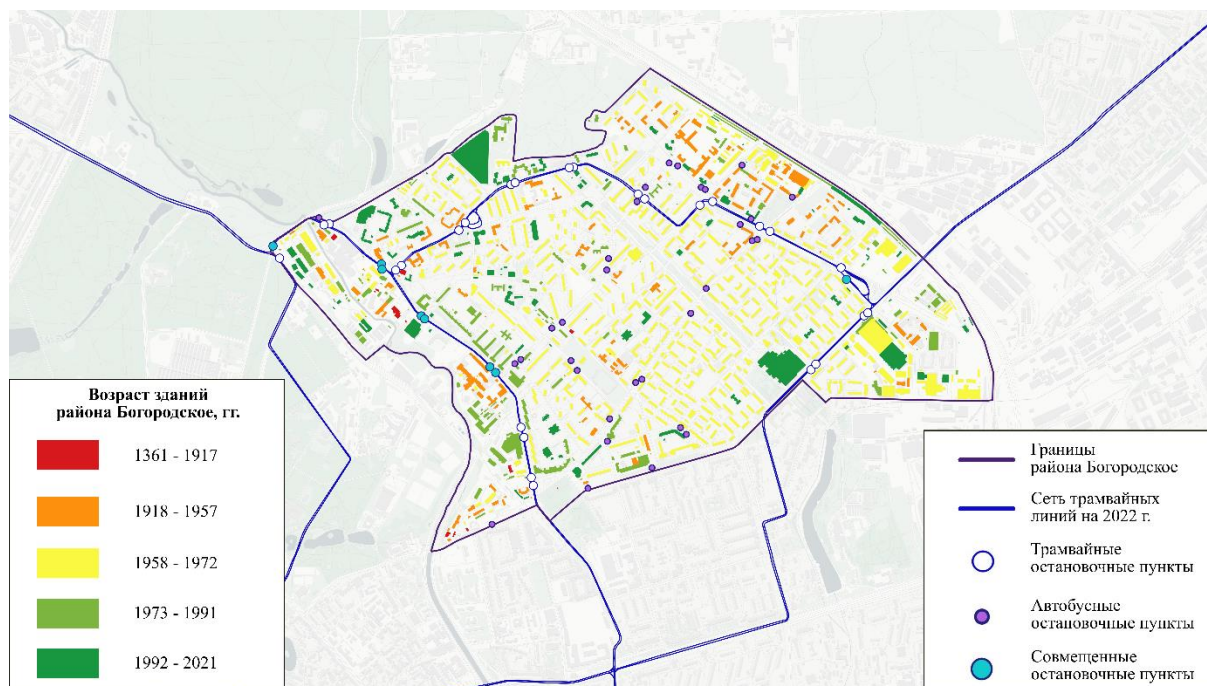 Возраст зданий
района Богородское, гг.
1361 - 1917
1918 - 1957
1958 - 1972
1973 - 1991
1992 - 2021
Границы
района Богородское
Сеть трамвайных
линий на 2022 г.
Трамвайные
остановочные пункты
Автобусные
остановочные пункты
Совмещенные
остановочные пункты